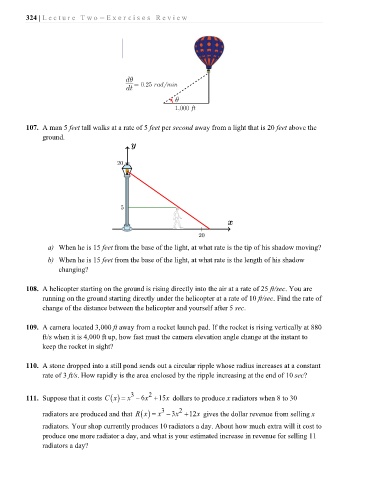 324 | Lecture Two – Exercises Review
dθ/dt = 0.25 rad/min
θ
1,000 ft
107. A man 5 feet tall walks at a rate of 5 feet per second away from a light that is 20 feet above the
ground.
y
20
5
x
20
a) When he is 15 feet from the base of the light, at what rate is the tip of his shadow moving?
b) When he is 15 feet from the base of the light, at what rate is the length of his shadow
changing?
108. A helicopter starting on the ground is rising directly into the air at a rate of 25 ft/sec. You are
running on the ground starting directly under the helicopter at a rate of 10 ft/sec. Find the rate of
change of the distance between the helicopter and yourself after 5 sec.
109. A camera located 3,000 ft away from a rocket launch pad. If the rocket is rising vertically at 880
ft/s when it is 4,000 ft up, how fast must the camera elevation angle change at the instant to
keep the rocket in sight?
110. A stone dropped into a still pond sends out a circular ripple whose radius increases at a constant
rate of 3 ft/s. How rapidly is the area enclosed by the ripple increasing at the end of 10 sec?
111. Suppose that it costs C(x) = x³ − 6x² + 15x dollars to produce x radiators when 8 to 30
radiators are produced and that R(x) = x³ − 3x² + 12x gives the dollar revenue from selling x
radiators. Your shop currently produces 10 radiators a day. About how much extra will it cost to
produce one more radiator a day, and what is your estimated increase in revenue for selling 11
radiators a day?